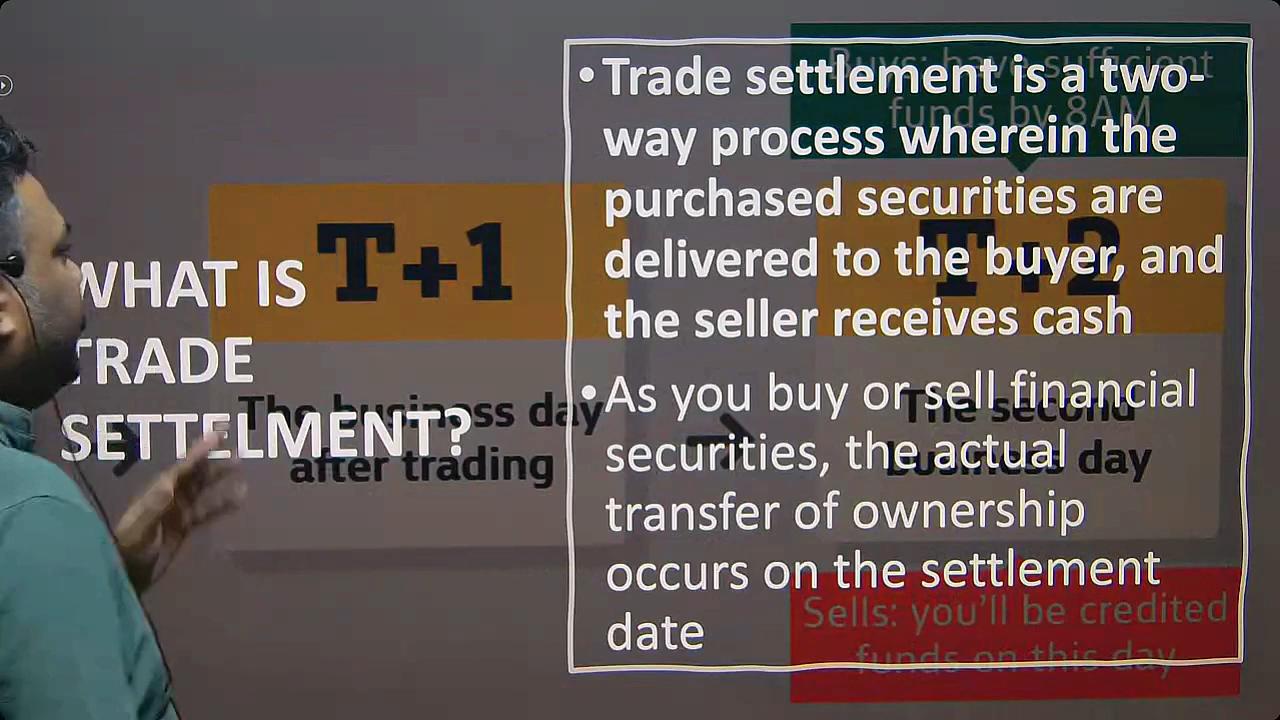 WHAT IS
TRADE
SETTELMENT?
• Trade settlement is a two-
way process wherein the
purchased securities are
delivered to the buyer, and
the seller receives cash
• As you buy or sell financial
securities, the actual
transfer of ownership
occurs on the settlement
date
T+1
The business day
after trading
Buys: have sufficient
funds by 8AM
T+2
The second
business day
Sells: you'll be credited
funds on this day